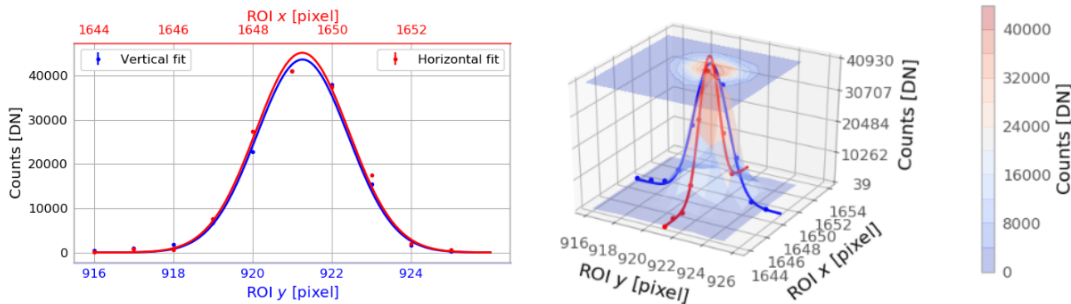 ROI x [pixel]
1644 1646 1648 1650 1652
Vertical fit
Horizontal fit
Counts [DN]
40000
30000
20000
10000
0
916 918 920 922 924
ROI y [pixel]
40930
30707
20484
10262
39
Counts [DN]
916
918
920
922
924
926
ROI y [pixel]
1654
1652
1650
1648
1646
1644
ROI x [pixel]
40000
32000
24000
16000
8000
0
Counts [DN]